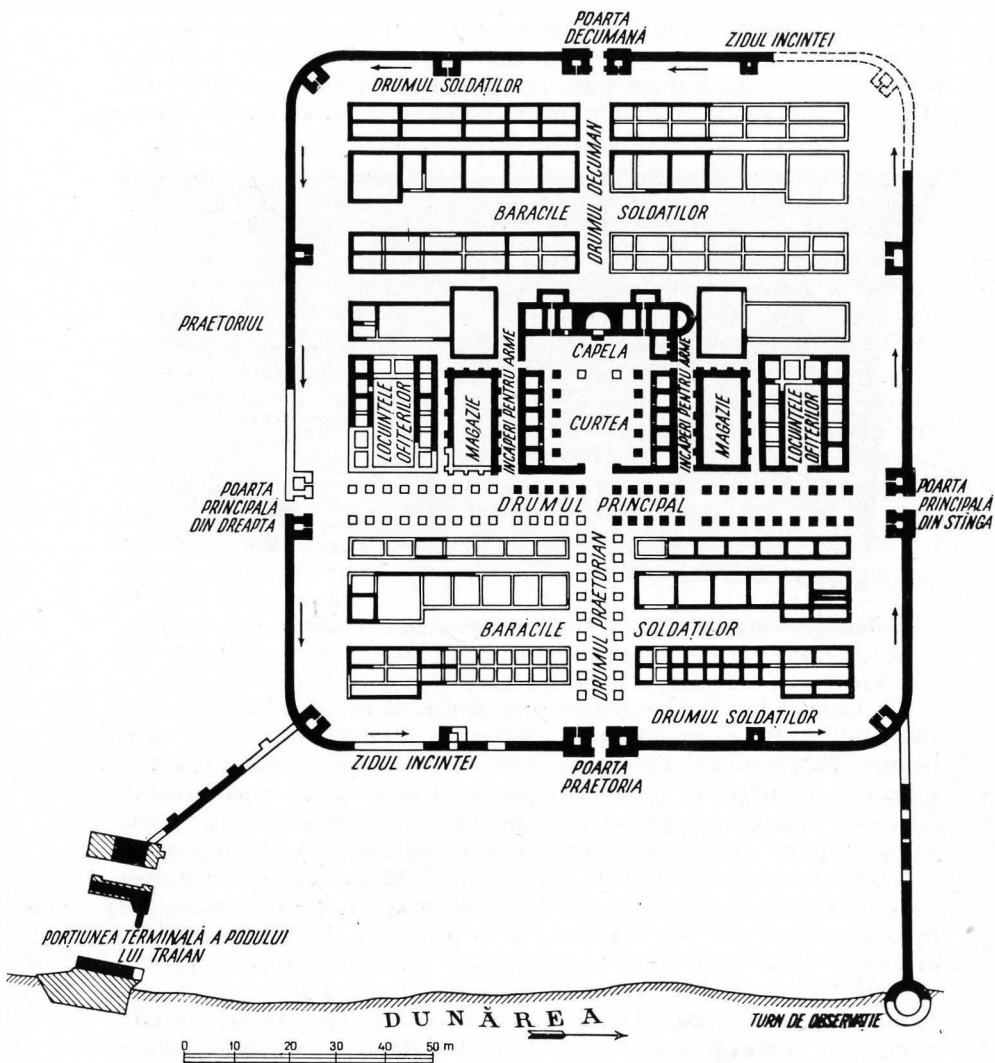 POARTA
DECUMANĂ
ZIDUL INCINTEI
DRUMUL SOLDAȚILOR
DRUMUL DECUMAN
BARACILE SOLDAȚILOR
PRAETORIUL
CAPELA
ÎNCĂPERI PENTRU ARME
ÎNCĂPERI PENTRU ARME
LOCUINȚELE
OFIȚERILOR
MAGAZIE
CURTEA
MAGAZIE
LOCUINȚELE
OFIȚERILOR
POARTA
PRINCIPALĂ
DIN DREAPTA
DRUMUL PRINCIPAL
POARTA
PRINCIPALĂ
DIN STÎNGA
DRUMUL PRAETORIAN
BARĂCILE SOLDAȚILOR
DRUMUL SOLDAȚILOR
ZIDUL INCINTEI
POARTA
PRAETORIA
PORȚIUNEA TERMINALĂ A PODULUI
LUI TRAIAN
DUNĂREA
TURN DE OBSERVAȚIE
0 10 20 30 40 50 m